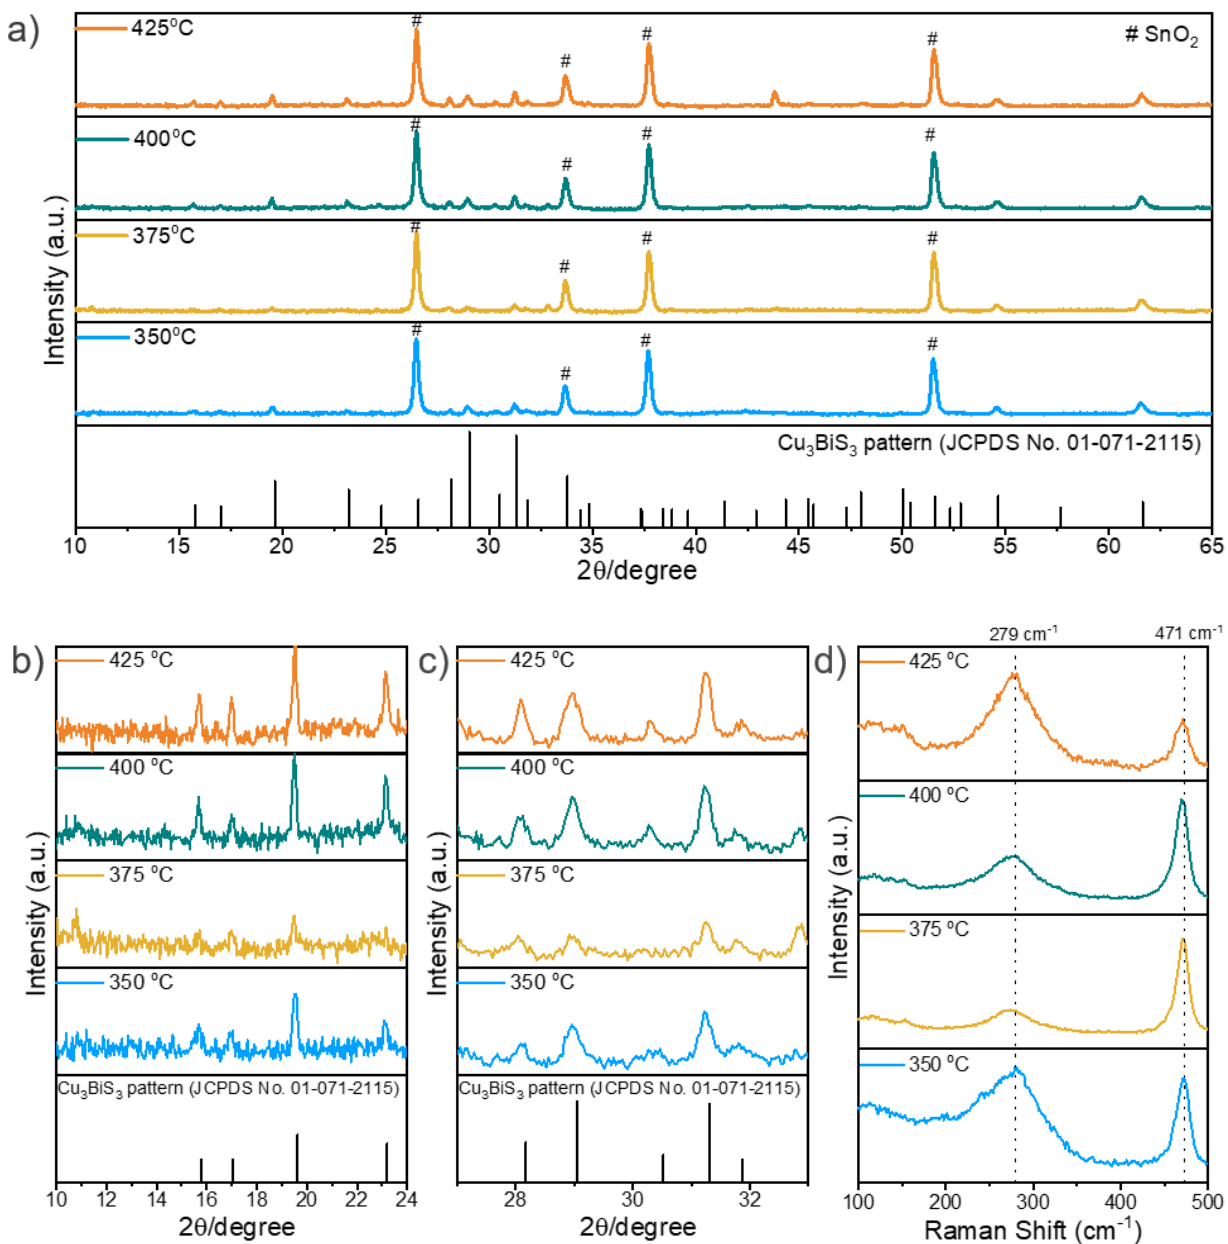 a)
425°C
# SnO₂
#
#
#
#
400°C
#
#
#
#
375°C
#
#
#
#
350°C
#
#
#
#
Cu₃BiS₃ pattern (JCPDS No. 01-071-2115)
Intensity (a.u.)
10 15 20 25 30 35 40 45 50 55 60 65
2θ/degree
b)
425 °C
400 °C
375 °C
350 °C
Cu₃BiS₃ pattern (JCPDS No. 01-071-2115)
Intensity (a.u.)
10 12 14 16 18 20 22 24
2θ/degree
c)
425 °C
400 °C
375 °C
350 °C
Cu₃BiS₃ pattern (JCPDS No. 01-071-2115)
Intensity (a.u.)
28 30 32
2θ/degree
d)
279 cm⁻¹ 471 cm⁻¹
425 °C
400 °C
375 °C
350 °C
Intensity (a.u.)
100 200 300 400 500
Raman Shift (cm⁻¹)